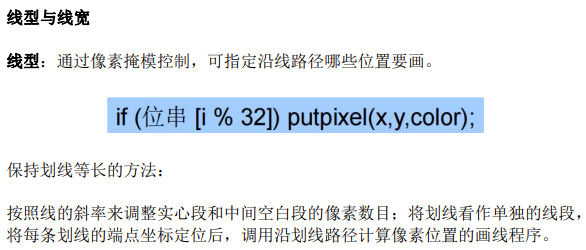 线型与线宽
线型：通过像素掩模控制，可指定沿线路径哪些位置要画。
if (位串 [i % 32]) putpixel(x,y,color);
保持划线等长的方法：
按照线的斜率来调整实心段和中间空白段的像素数目；将划线看作单独的线段，
将每条划线的端点坐标定位后，调用沿划线路径计算像素位置的画线程序。